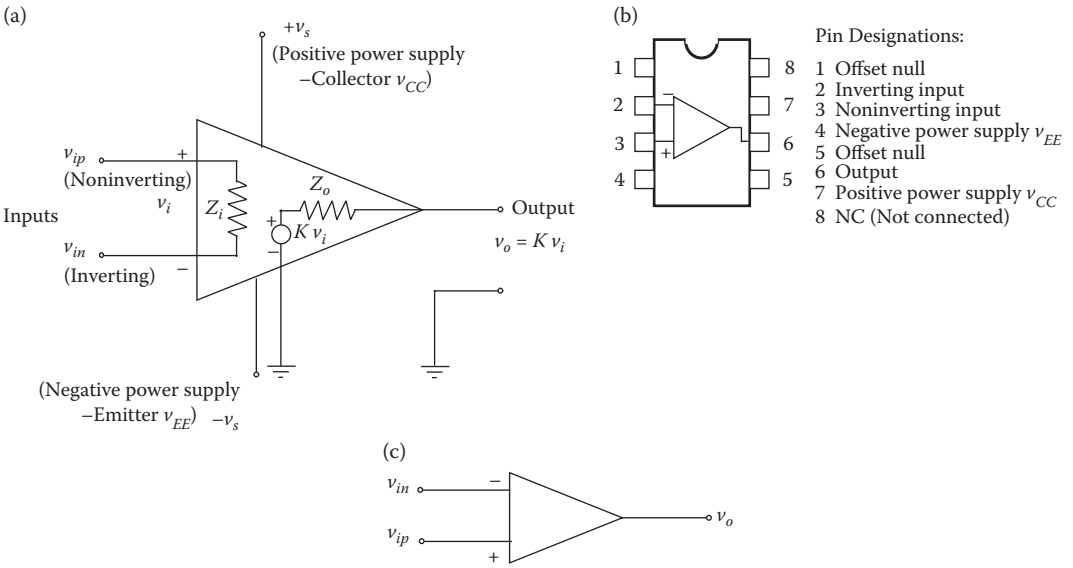 (a)
+v_s
(Positive power supply
–Collector v_CC)
v_ip
+
(Noninverting)
v_i
Z_i
Z_o
Inputs
+
K v_i
–
Output
v_o = K v_i
v_in
–
(Inverting)
(Negative power supply
–Emitter v_EE) –v_s
(b)
1
2
3
4
–
+
8
7
6
5
Pin Designations:
1 Offset null
2 Inverting input
3 Noninverting input
4 Negative power supply v_EE
5 Offset null
6 Output
7 Positive power supply v_CC
8 NC (Not connected)
(c)
v_in
–
v_ip
+
v_o